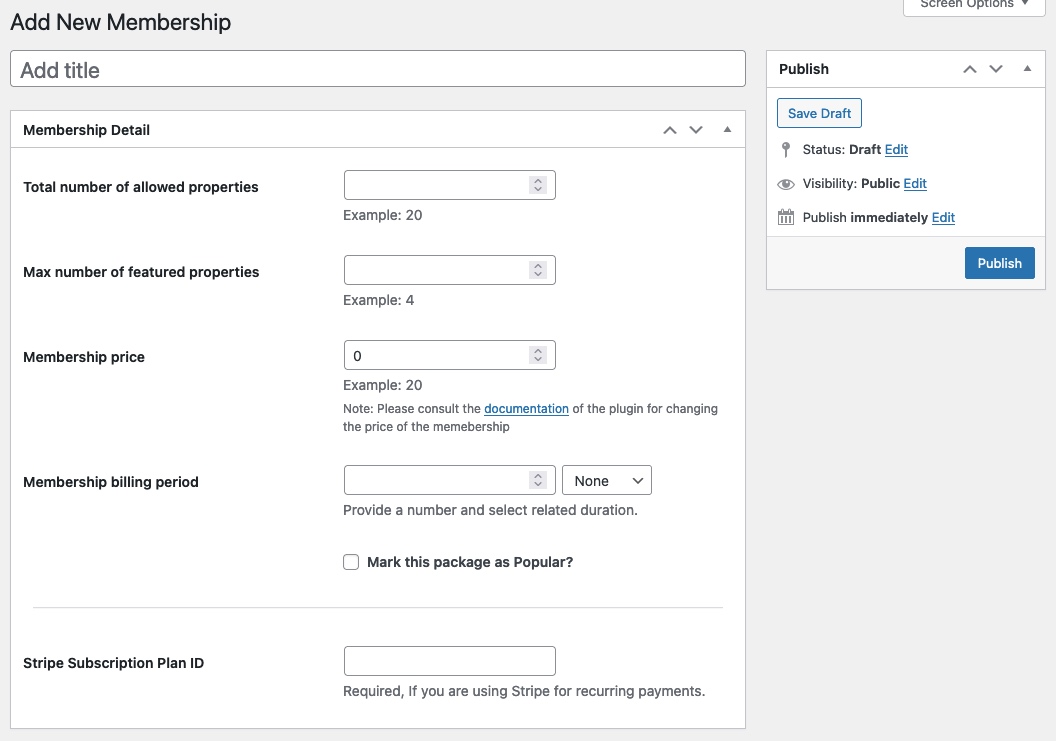 Screen Options
Add New Membership
Add title
Membership Detail
Total number of allowed properties
Example: 20
Max number of featured properties
Example: 4
Membership price
0
Example: 20
Note: Please consult the documentation of the plugin for changing
the price of the memebership
Membership billing period
None
Provide a number and select related duration.
Mark this package as Popular?
Stripe Subscription Plan ID
Required, If you are using Stripe for recurring payments.
Publish
Save Draft
Status: Draft Edit
Visibility: Public Edit
Publish immediately Edit
Publish